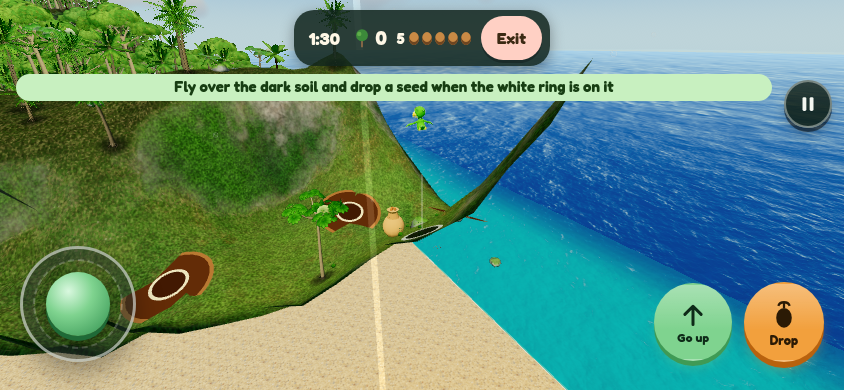 1:30 0 5 Exit
Fly over the dark soil and drop a seed when the white ring is on it
Go up
Drop